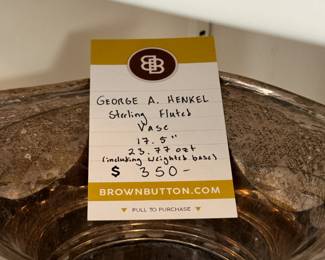 BB
GEORGE A. HENKEL
Sterling Fluted
Vase
17.5"
23.77 ozt
(including weighted base)
$ 350-
BROWNBUTTON.COM
▼ PULL TO PURCHASE ▼